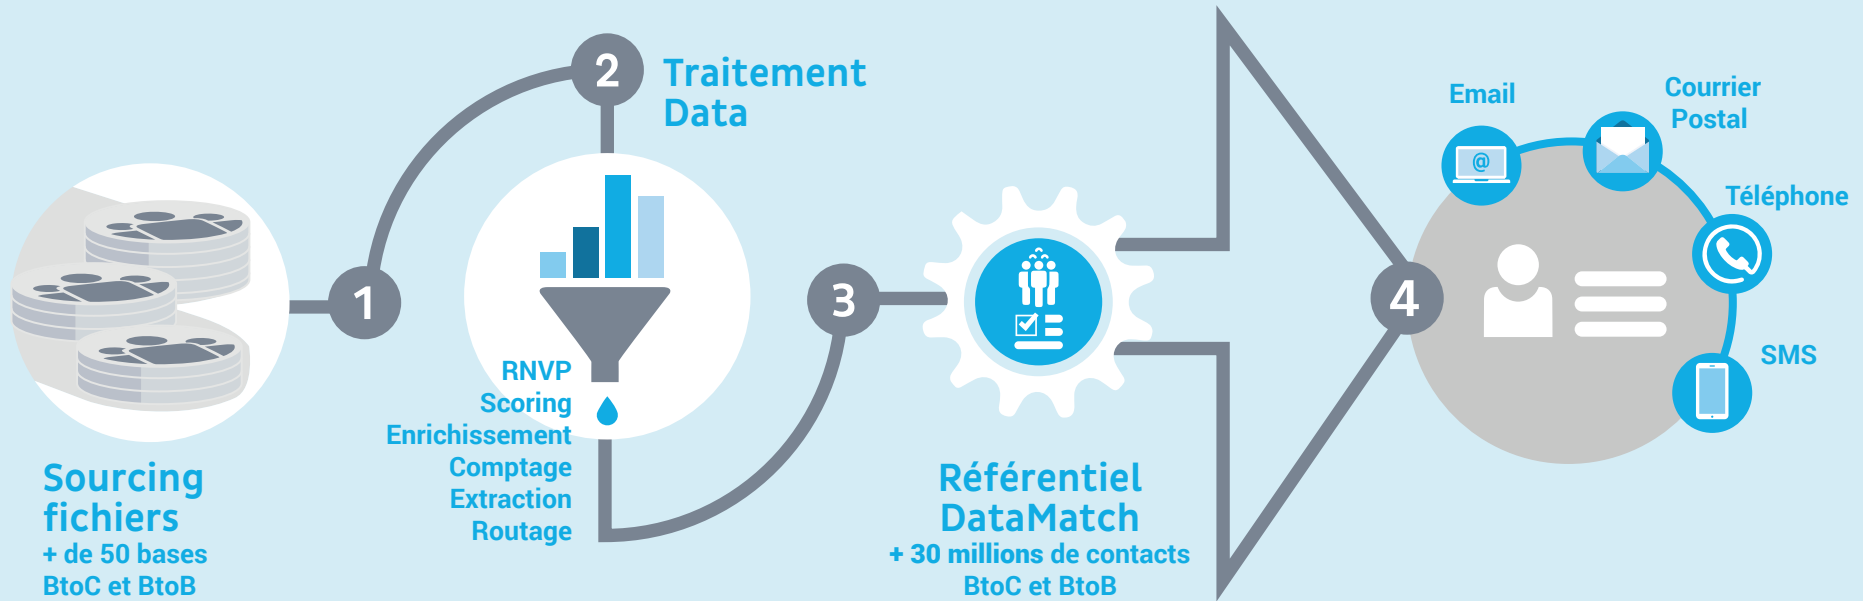 1
Sourcing
fichiers
+ de 50 bases
BtoC et BtoB
2
Traitement
Data
RNVP
Scoring
Enrichissement
Comptage
Extraction
Routage
3
Référentiel
DataMatch
+ 30 millions de contacts
BtoC et BtoB
4
Email
@
Courrier
Postal
Téléphone
SMS